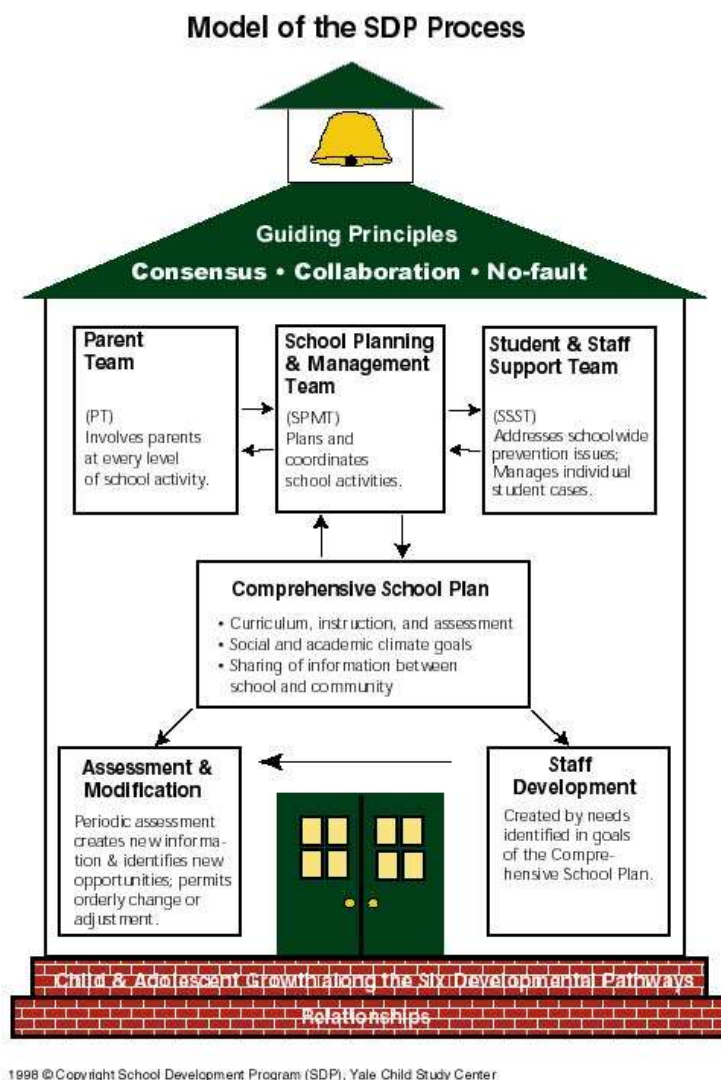 Model of the SDP Process
Guiding Principles
Consensus • Collaboration • No-fault
Parent
Team
(PT)
Involves parents
at every level
of school activity.
School Planning
& Management
Team
(SPMT)
Plans and
coordinates
school activities.
Student & Staff
Support Team
(SSST)
Addresses schoolwide
prevention issues;
Manages individual
student cases.
Comprehensive School Plan
• Curriculum, instruction, and assessment
• Social and academic climate goals
• Sharing of information between
school and community
Assessment &
Modification
Periodic assessment
creates new informa-
tion & identifies new
opportunities; permits
orderly change or
adjustment.
Staff
Development
Created by needs
identified in goals
of the Compre-
hensive School Plan.
Child & Adolescent Growth along the Six Developmental Pathways
Relationships
1998 © Copyright School Development Program (SDP), Yale Child Study Center